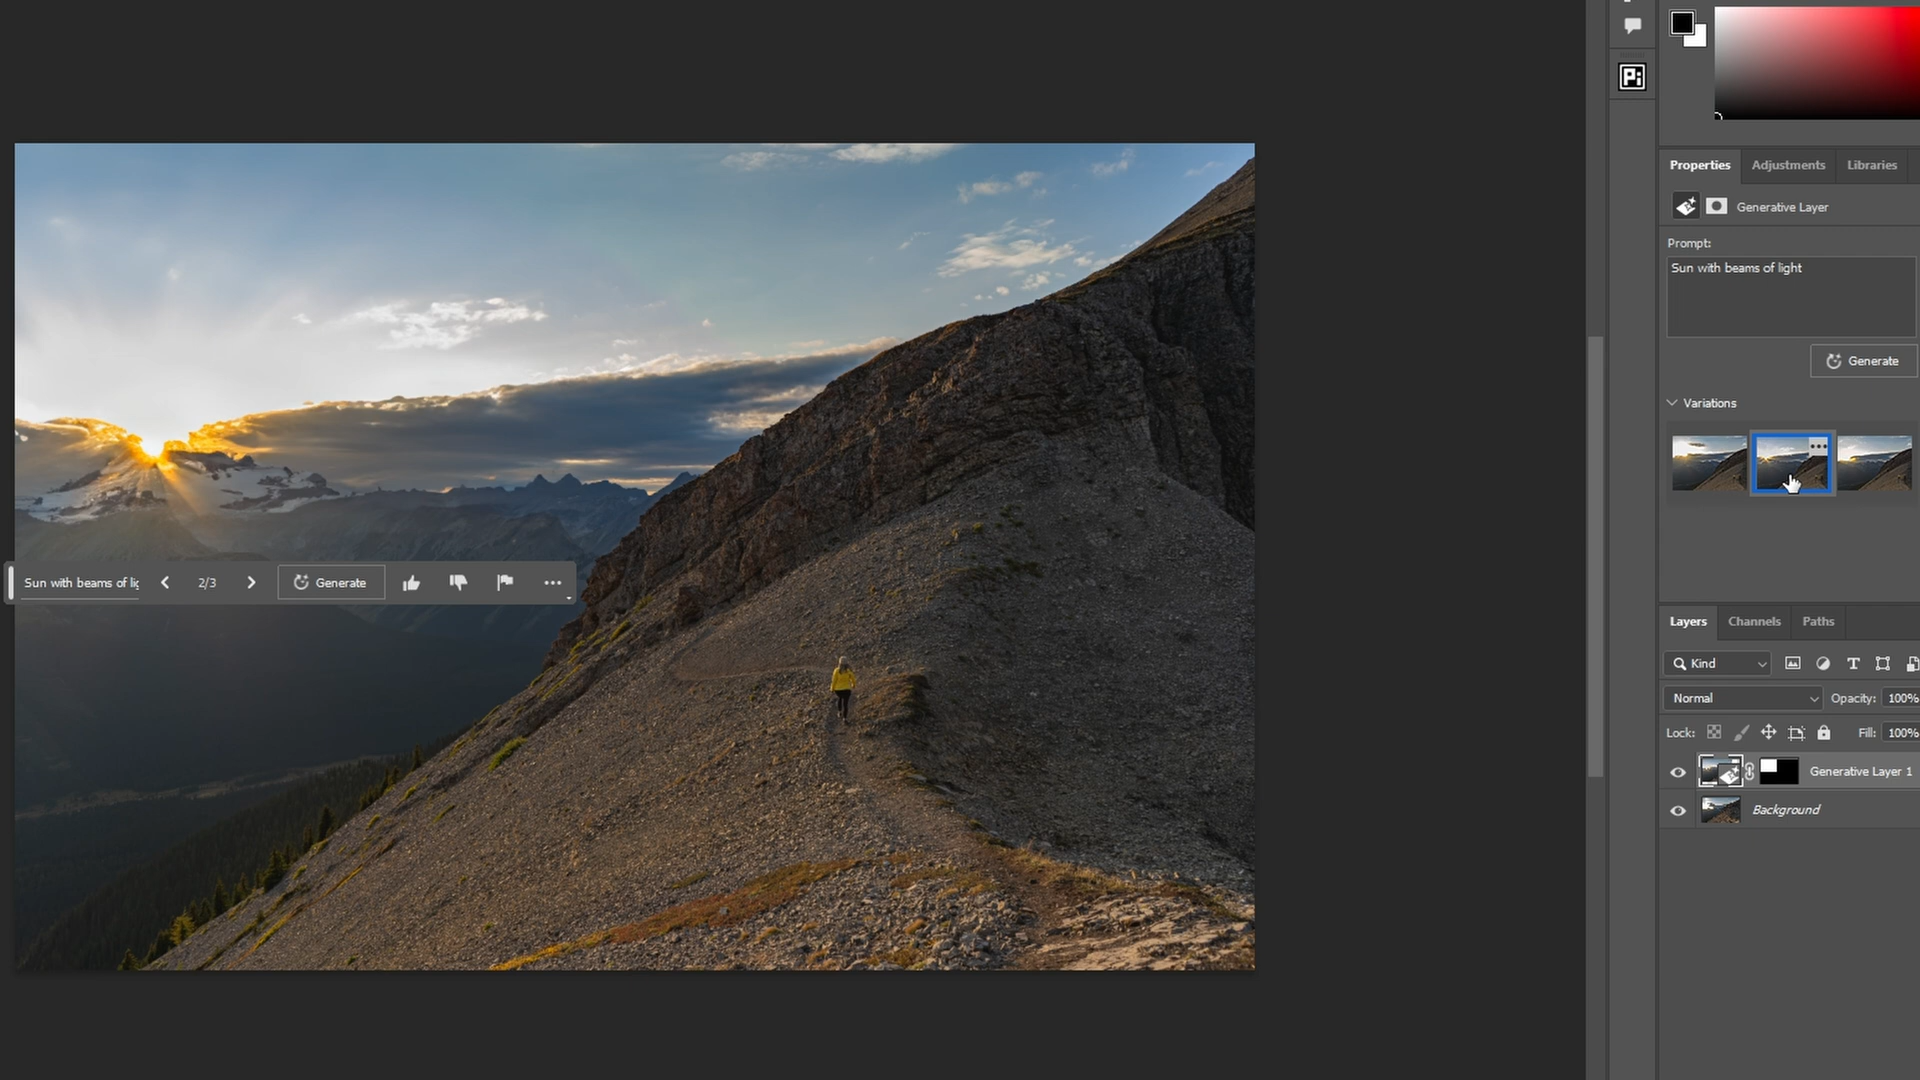 Pi
Properties Adjustments Libraries
Generative Layer
Prompt:
Sun with beams of light
Generate
Variations
Sun with beams of lig
2/3
Generate
Layers Channels Paths
Kind
Normal Opacity: 100%
Lock: Fill: 100%
Generative Layer 1
Background